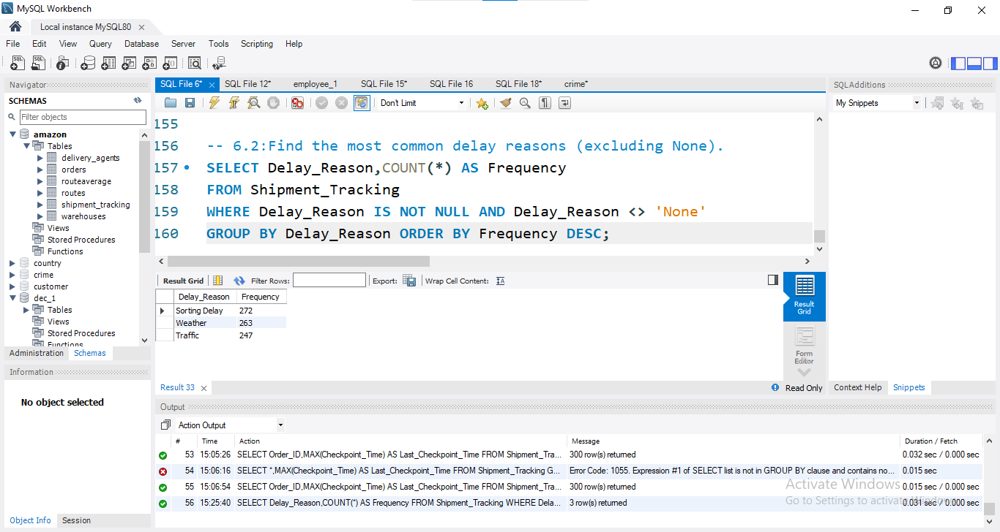 MySQL Workbench
Local instance MySQL80
File Edit View Query Database Server Tools Scripting Help
Navigator
SCHEMAS
Filter objects
amazon
Tables
delivery_agents
orders
routeaverage
routes
shipment_tracking
warehouses
Views
Stored Procedures
Functions
country
crime
customer
dec_1
Tables
Views
Stored Procedures
Functions
Administration Schemas
Information
No object selected
Object Info Session
SQL File 6* SQL File 12* employee_1 SQL File 15* SQL File 16 SQL File 18* crime*
Don't Limit
155
156 -- 6.2:Find the most common delay reasons (excluding None).
157 SELECT Delay_Reason,COUNT(*) AS Frequency
158 FROM Shipment_Tracking
159 WHERE Delay_Reason IS NOT NULL AND Delay_Reason <> 'None'
160 GROUP BY Delay_Reason ORDER BY Frequency DESC;
Result Grid Filter Rows: Export: Wrap Cell Content:
Delay_Reason Frequency
Sorting Delay 272
Weather 263
Traffic 247
Result Grid
Form Editor
Result 33
Read Only
SQLAdditions
My Snippets
Context Help Snippets
Output
Action Output
# Time Action Message Duration / Fetch
53 15:05:26 SELECT Order_ID,MAX(Checkpoint_Time) AS Last_Checkpoint_Time FROM Shipment_Tra... 300 row(s) returned 0.032 sec / 0.000 sec
54 15:06:16 SELECT *,MAX(Checkpoint_Time) AS Last_Checkpoint_Time FROM Shipment_Tracking G... Error Code: 1055. Expression #1 of SELECT list is not in GROUP BY clause and contains no... 0.015 sec
55 15:06:54 SELECT Order_ID,MAX(Checkpoint_Time) AS Last_Checkpoint_Time FROM Shipment_Tra... 300 row(s) returned 0.015 sec / 0.000 sec
56 15:25:40 SELECT Delay_Reason,COUNT(*) AS Frequency FROM Shipment_Tracking WHERE Dela... 3 row(s) returned 0.031 sec / 0.000 sec
Activate Windows
Go to Settings to activate Windows.